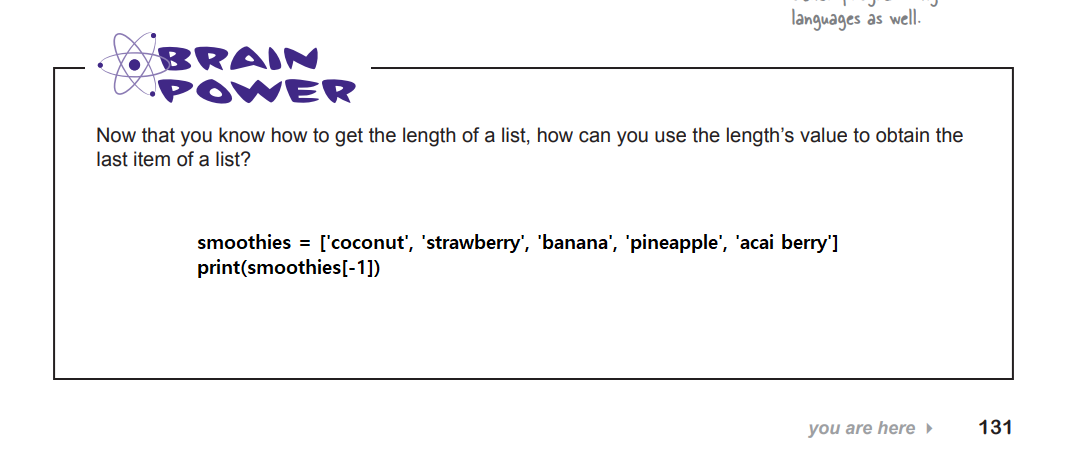 languages as well.
BRAIN
POWER
Now that you know how to get the length of a list, how can you use the length’s value to obtain the
last item of a list?
smoothies = ['coconut', 'strawberry', 'banana', 'pineapple', 'acai berry']
print(smoothies[-1])
you are here 131